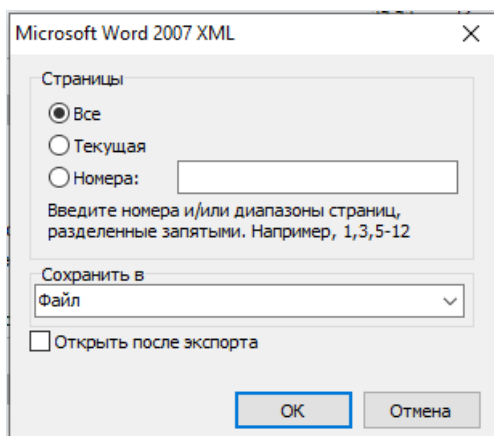 Microsoft Word 2007 XML
Страницы
Все
Текущая
Номера:
Введите номера и/или диапазоны страниц,
разделенные запятыми. Например, 1,3,5-12
Сохранить в
Файл
Открыть после экспорта
ОК Отмена